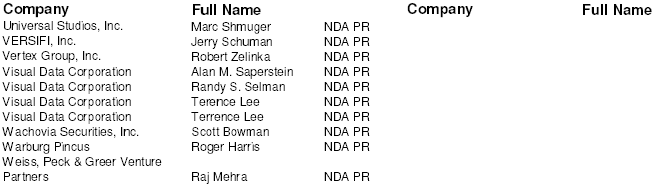 Company Full Name Company Full Name
Universal Studios, Inc. Marc Shmuger NDA PR
VERSIFI, Inc. Jerry Schuman NDA PR
Vertex Group, Inc. Robert Zelinka NDA PR
Visual Data Corporation Alan M. Saperstein NDA PR
Visual Data Corporation Randy S. Selman NDA PR
Visual Data Corporation Terence Lee NDA PR
Visual Data Corporation Terrence Lee NDA PR
Wachovia Securities, Inc. Scott Bowman NDA PR
Warburg Pincus Roger Harris NDA PR
Weiss, Peck & Greer Venture
Partners Raj Mehra NDA PR